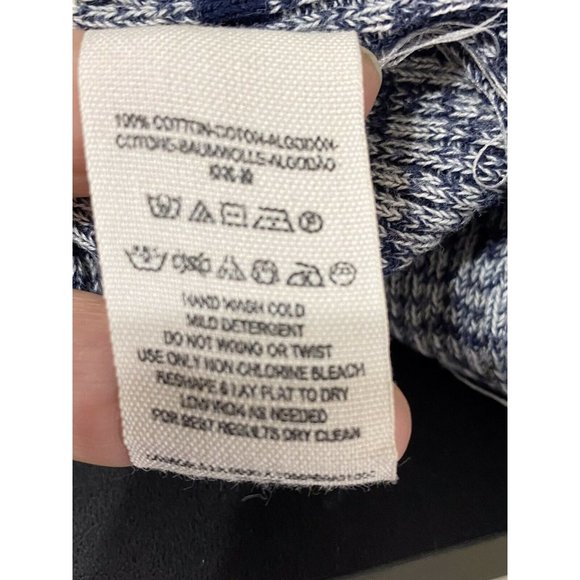 100% COTTON-COTON-ALGODÓN-
COTONE-BAUMWOLLE-ALGODÃO
HAND WASH COLD
MILD DETERGENT
DO NOT WRING OR TWIST
USE ONLY NON-CHLORINE BLEACH
RESHAPE & LAY FLAT TO DRY
LOW IRON AS NEEDED
FOR BEST RESULTS DRY CLEAN